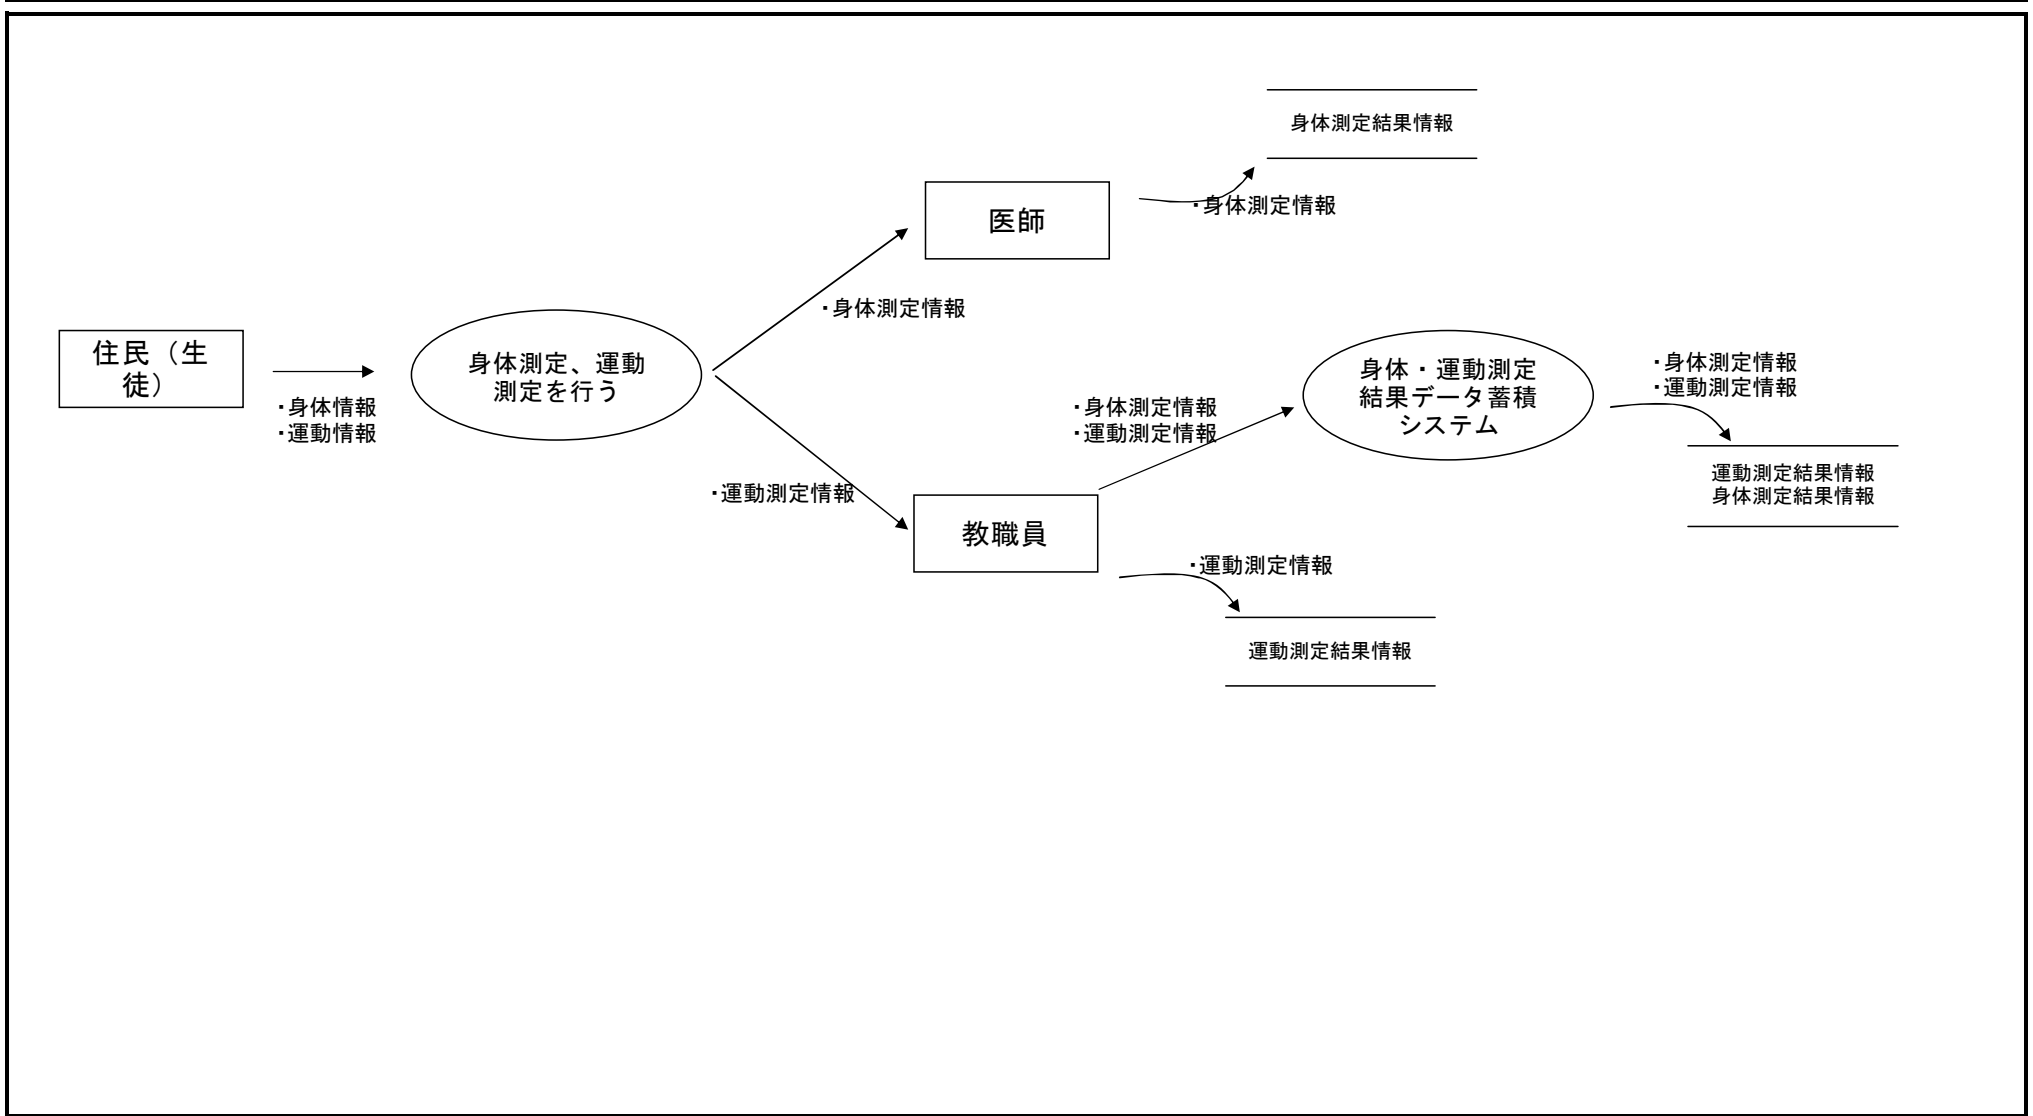 身体測定結果情報
医師
・身体測定情報
・身体測定情報
住民（生
徒）
・身体情報
・運動情報
身体測定、運動
測定を行う
・身体測定情報
・運動測定情報
身体・運動測定
結果データ蓄積
システム
・身体測定情報
・運動測定情報
運動測定結果情報
身体測定結果情報
・運動測定情報
教職員
・運動測定情報
運動測定結果情報